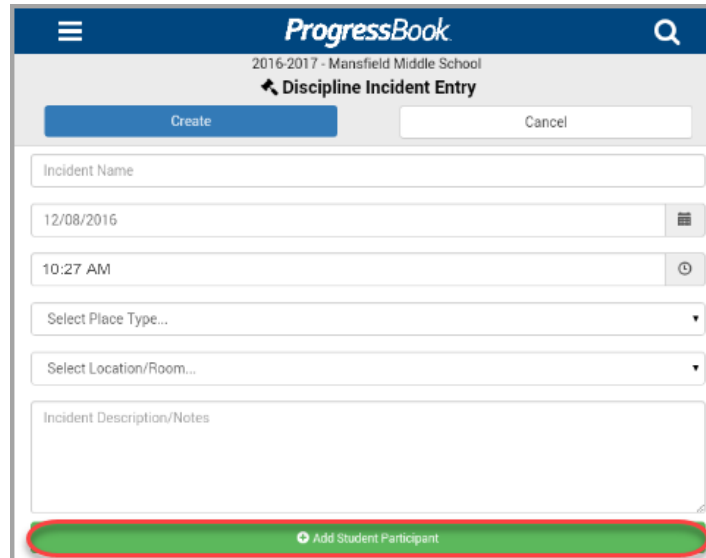 ProgressBook
2016-2017 - Mansfield Middle School
Discipline Incident Entry
Create Cancel
Incident Name
12/08/2016
10:27 AM
Select Place Type...
Select Location/Room...
Incident Description/Notes
Add Student Participant